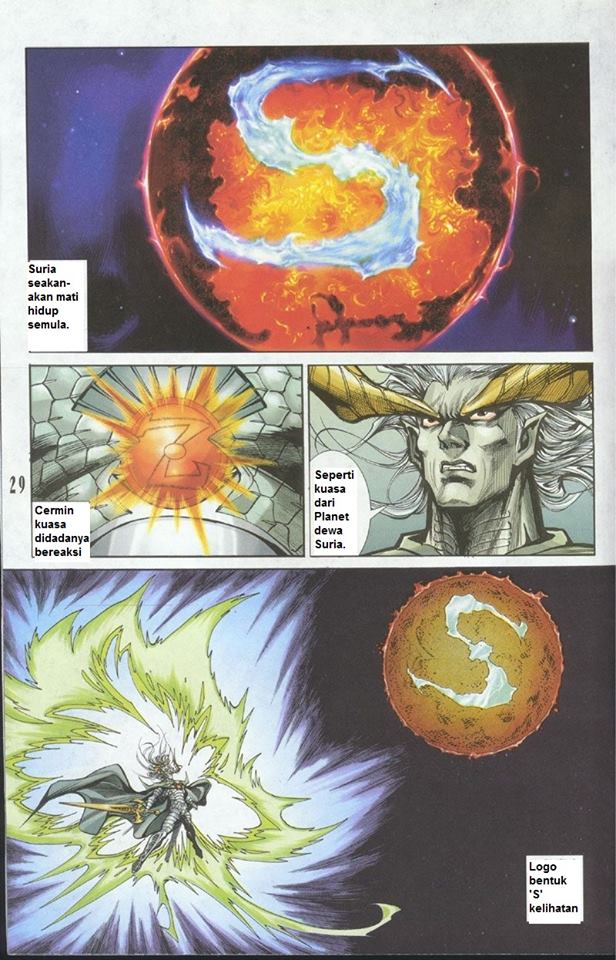 Suria
seakan-
akan mati
hidup
semula.
Z
29
Cermin
kuasa
didadanya
bereaksi
Seperti
kuasa
dari
Planet
dewa
Suria.
S
Logo
bentuk
'S'
kelihatan